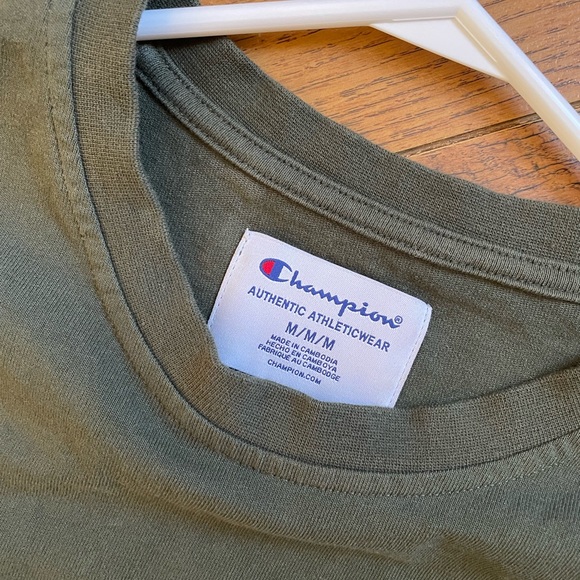 Champion®
AUTHENTIC ATHLETICWEAR
M/M/M
MADE IN CAMBODIA
HECHO EN CAMBOYA
FABRIQUÉ AU CAMBODGE
CHAMPION.COM